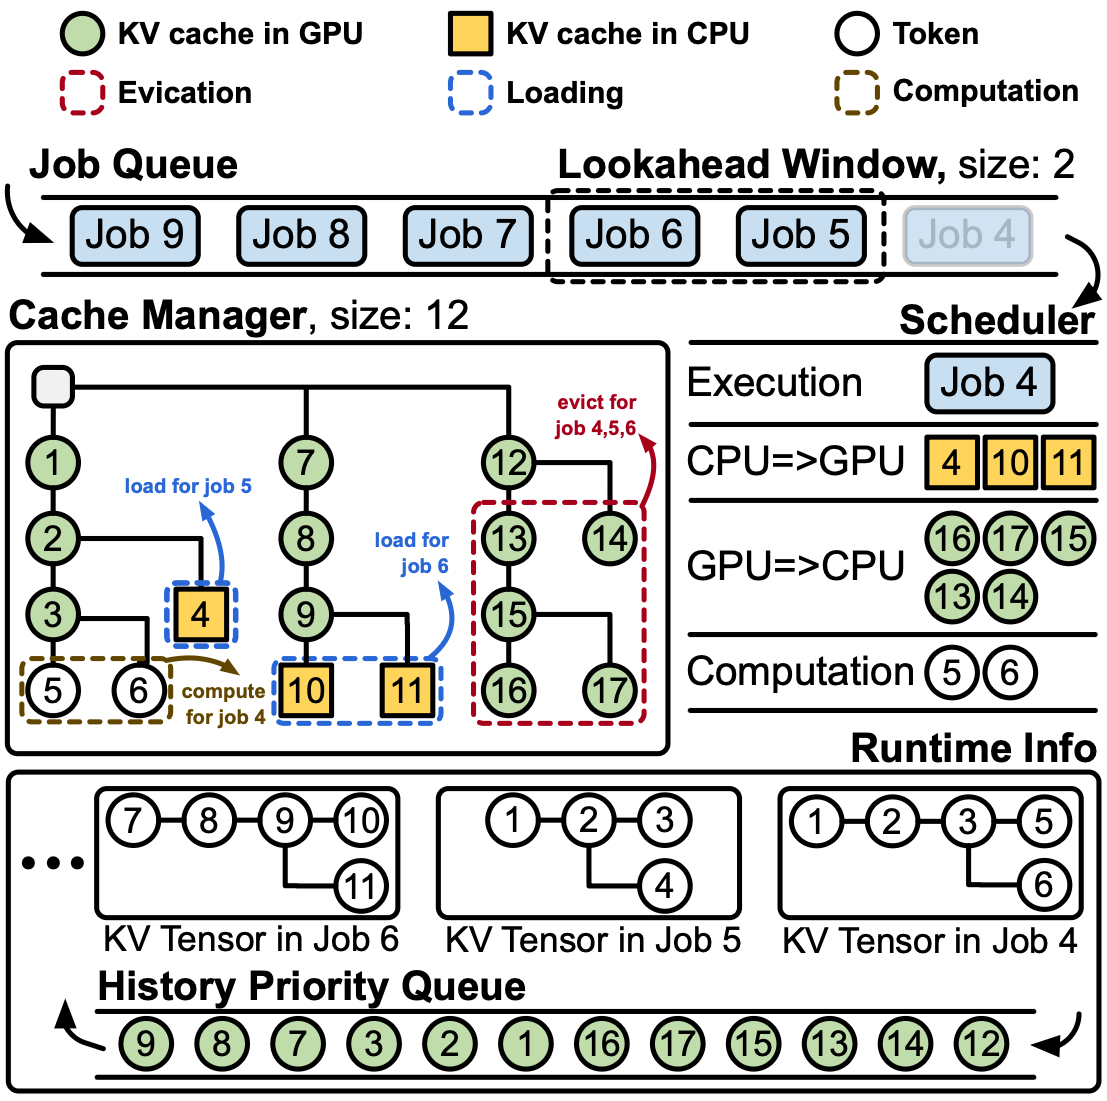 KV cache in GPU
KV cache in CPU
Token
Evication
Loading
Computation
Job Queue
Lookahead Window, size: 2
Job 9
Job 8
Job 7
Job 6
Job 5
Job 4
Cache Manager, size: 12
1
2
3
4
5
6
load for job 5
compute
for job 4
7
8
9
10
11
load for
job 6
12
13
14
15
16
17
evict for
job 4,5,6
Scheduler
Execution
Job 4
CPU=>GPU
4
10
11
GPU=>CPU
16
17
15
13
14
Computation
5
6
Runtime Info
7
8
9
10
11
KV Tensor in Job 6
1
2
3
4
KV Tensor in Job 5
1
2
3
5
6
KV Tensor in Job 4
History Priority Queue
9
8
7
3
2
1
16
17
15
13
14
12